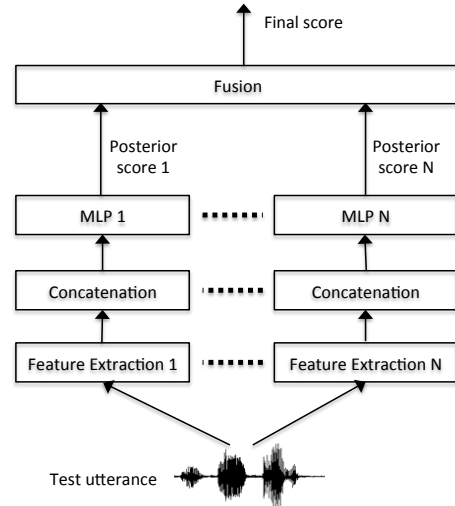 Final score
Fusion
Posterior
score 1
Posterior
score N
MLP 1
MLP N
Concatenation
Concatenation
Feature Extraction 1
Feature Extraction N
Test utterance